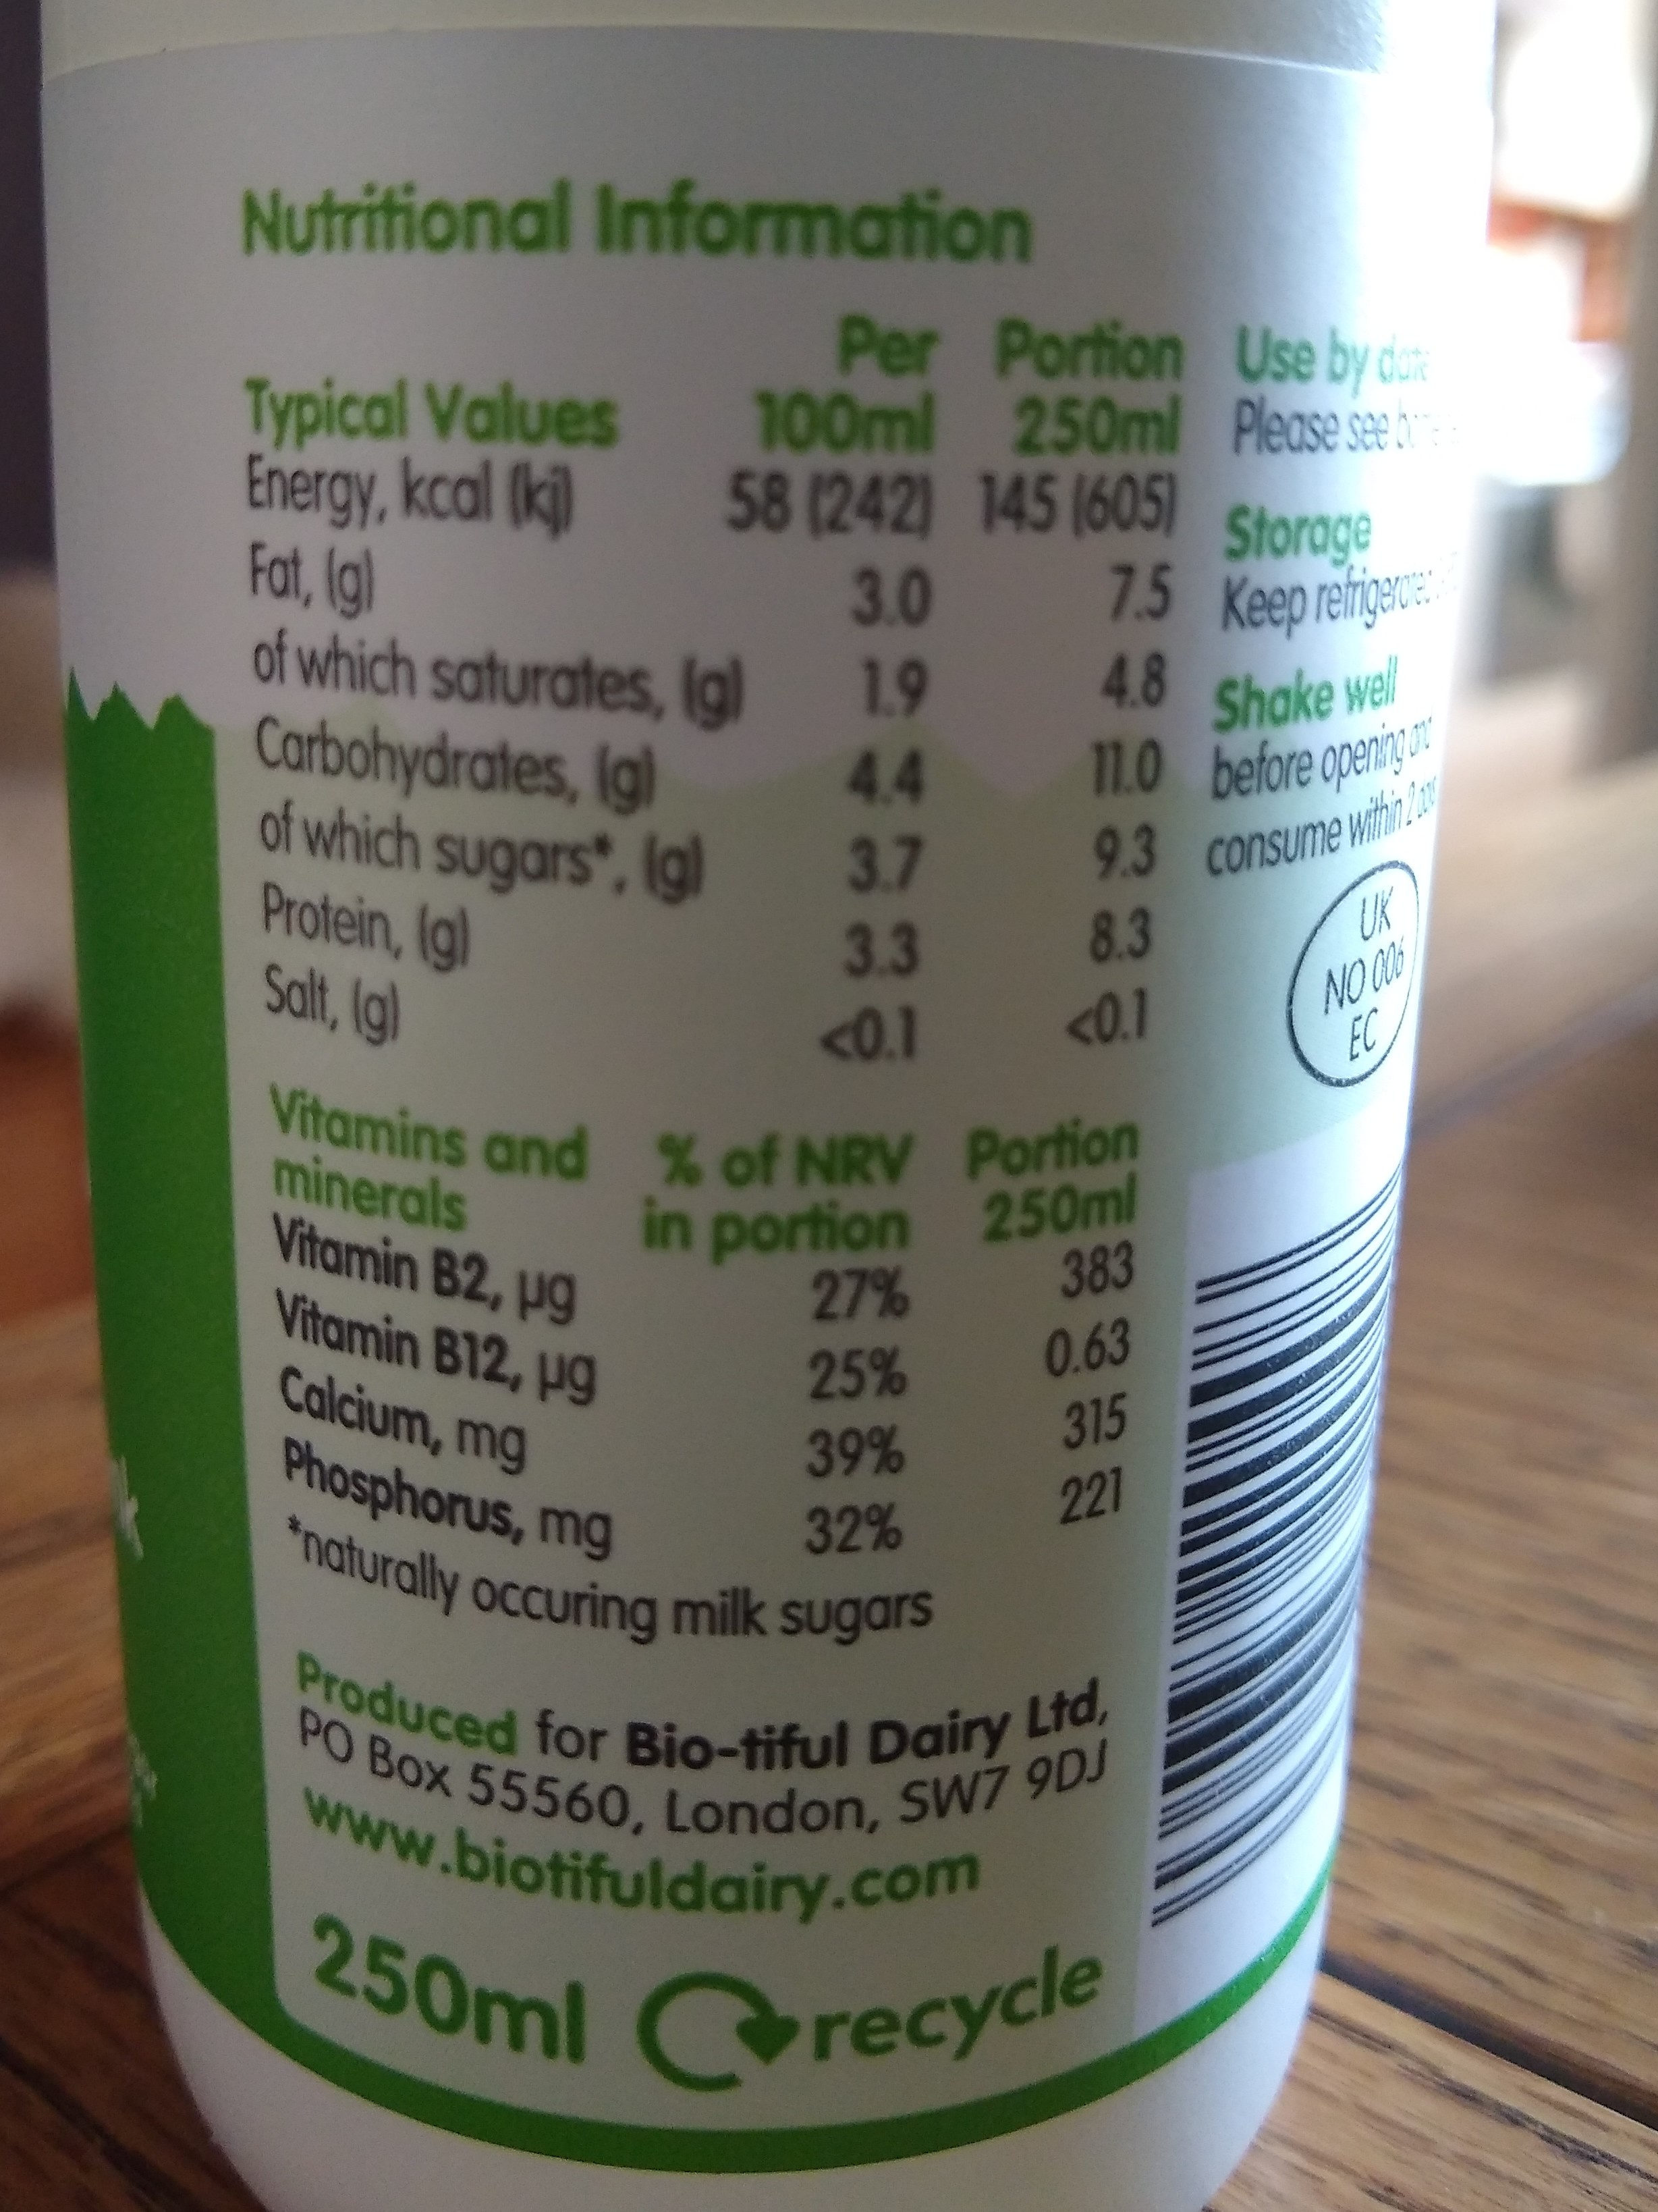 Nutritional Information
Typical Values Per 100ml Portion 250ml
Energy, kcal (kj) 58 (242) 145 (605)
Fat, (g) 3.0 7.5
of which saturates, (g) 1.9 4.8
Carbohydrates, (g) 4.4 11.0
of which sugars*, (g) 3.7 9.3
Protein, (g) 3.3 8.3
Salt, (g) <0.1 <0.1
Vitamins and minerals % of NRV in portion Portion 250ml
Vitamin B2, µg 27% 383
Vitamin B12, µg 25% 0.63
Calcium, mg 39% 315
Phosphorus, mg 32% 221
*naturally occuring milk sugars
Produced for Bio-tiful Dairy Ltd,
PO Box 55560, London, SW7 9DJ
www.biotifuldairy.com
250ml recycle
Use by date
Please see
Storage
Keep refrigerated
Shake well
before opening and
consume within 2
UK
NO 006
EC